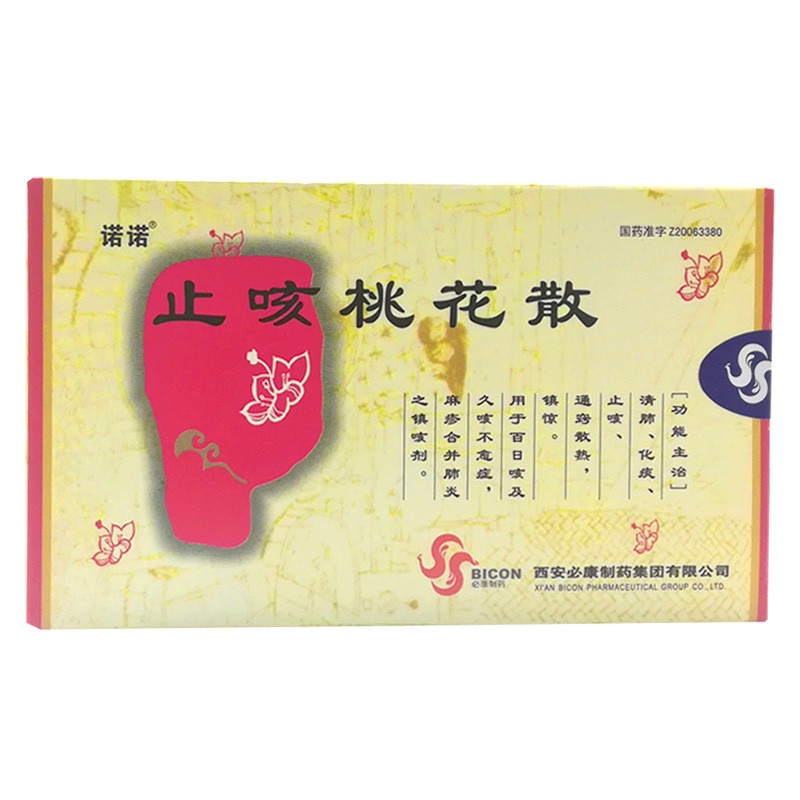 诺诺®
国药准字Z20063380
止咳桃花散
[功能主治]
清肺、化痰、
止咳、
通窍散热，
镇惊。
用于百日咳及
久咳不愈症，
麻疹合并肺炎
之镇咳剂。
BICON
必康制药
西安必康制药集团有限公司
XI'AN BICON PHARMACEUTICAL GROUP CO.,LTD.